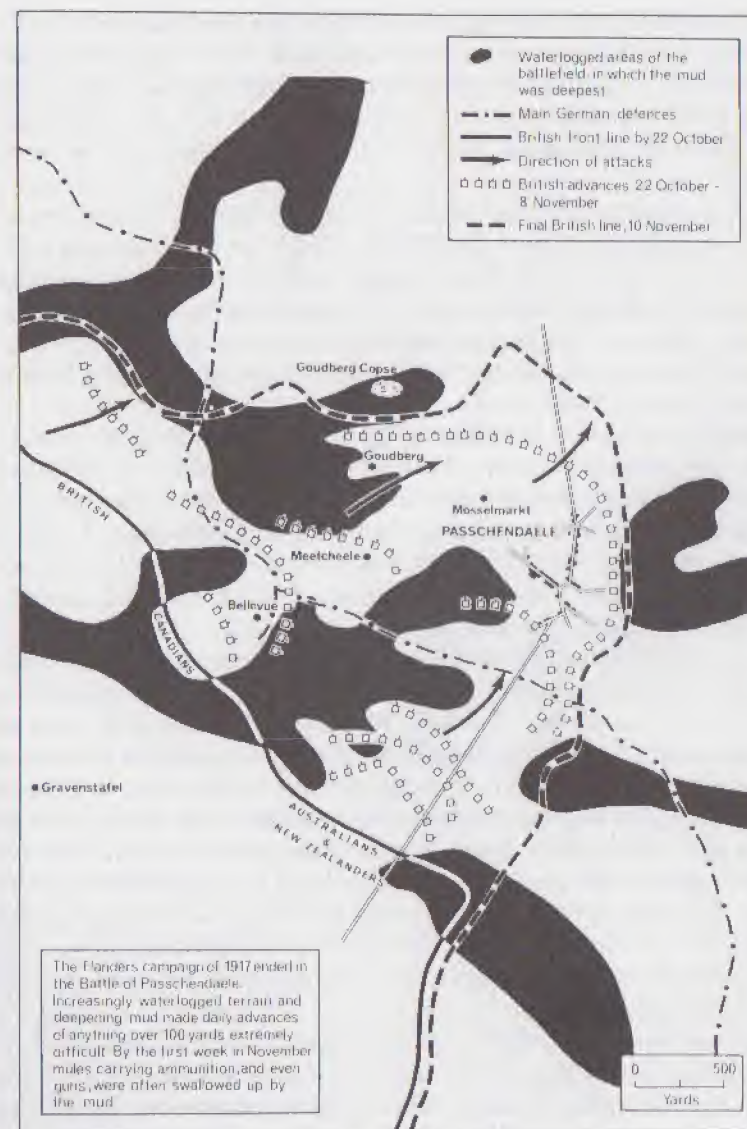 Waterlogged areas of the
battlefield in which the mud
was deepest
Main German defences
British front line by 22 October
Direction of attacks
British advances 22 October -
8 November
Final British line, 10 November
Goudberg Copse
Goudberg
Mosselmarkt
PASSCHENDAELE
BRITISH
Meetcheele
Bellevue
CANADIANS
Gravenstafel
AUSTRALIANS
&
NEW ZEALANDERS
The Flanders campaign of 1917 ended in
the Battle of Passchendaele.
Increasingly waterlogged terrain and
deepening mud made daily advances
of anything over 100 yards extremely
difficult. By the first week in November
mules carrying ammunition, and even
guns, were often swallowed up by
the mud
0 500
Yards